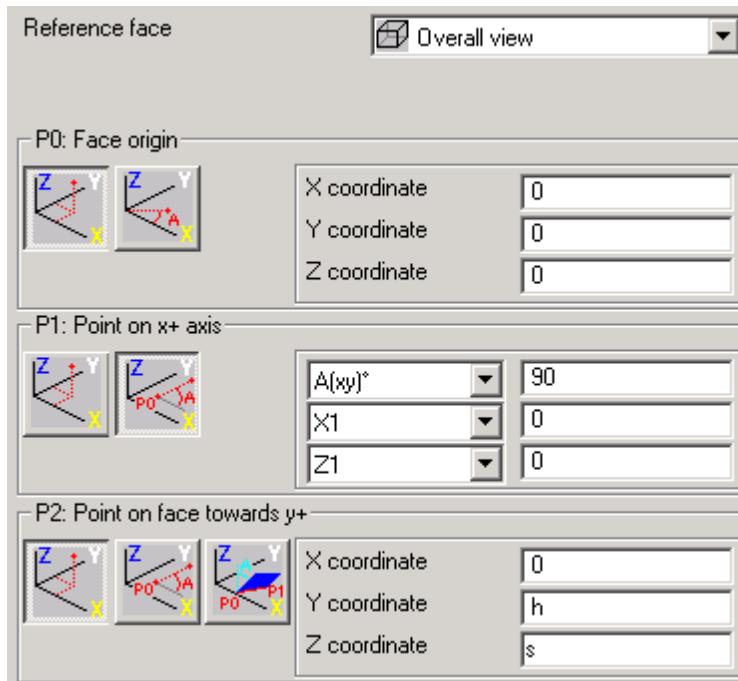 Reference face
Overall view
P0: Face origin
Z Y X
Z Y A X
X coordinate 0
Y coordinate 0
Z coordinate 0
P1: Point on x+ axis
Z Y X
Z Y P0 A X
A(xy)° 90
X1 0
Z1 0
P2: Point on face towards y+
Z Y X
Z Y P0 A X
Z Y A P0 P1 X
X coordinate 0
Y coordinate h
Z coordinate s